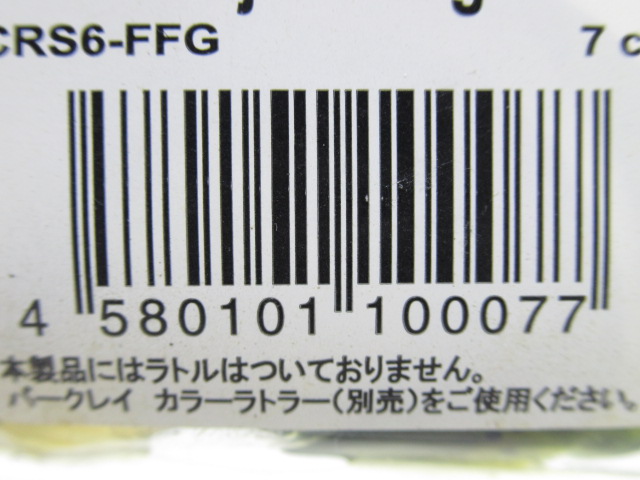 CRS6-FFG 7 c
4 580101 100077
本製品にはラトルはついておりません。
バークレイ カラーラトラー(別売)をご使用ください。